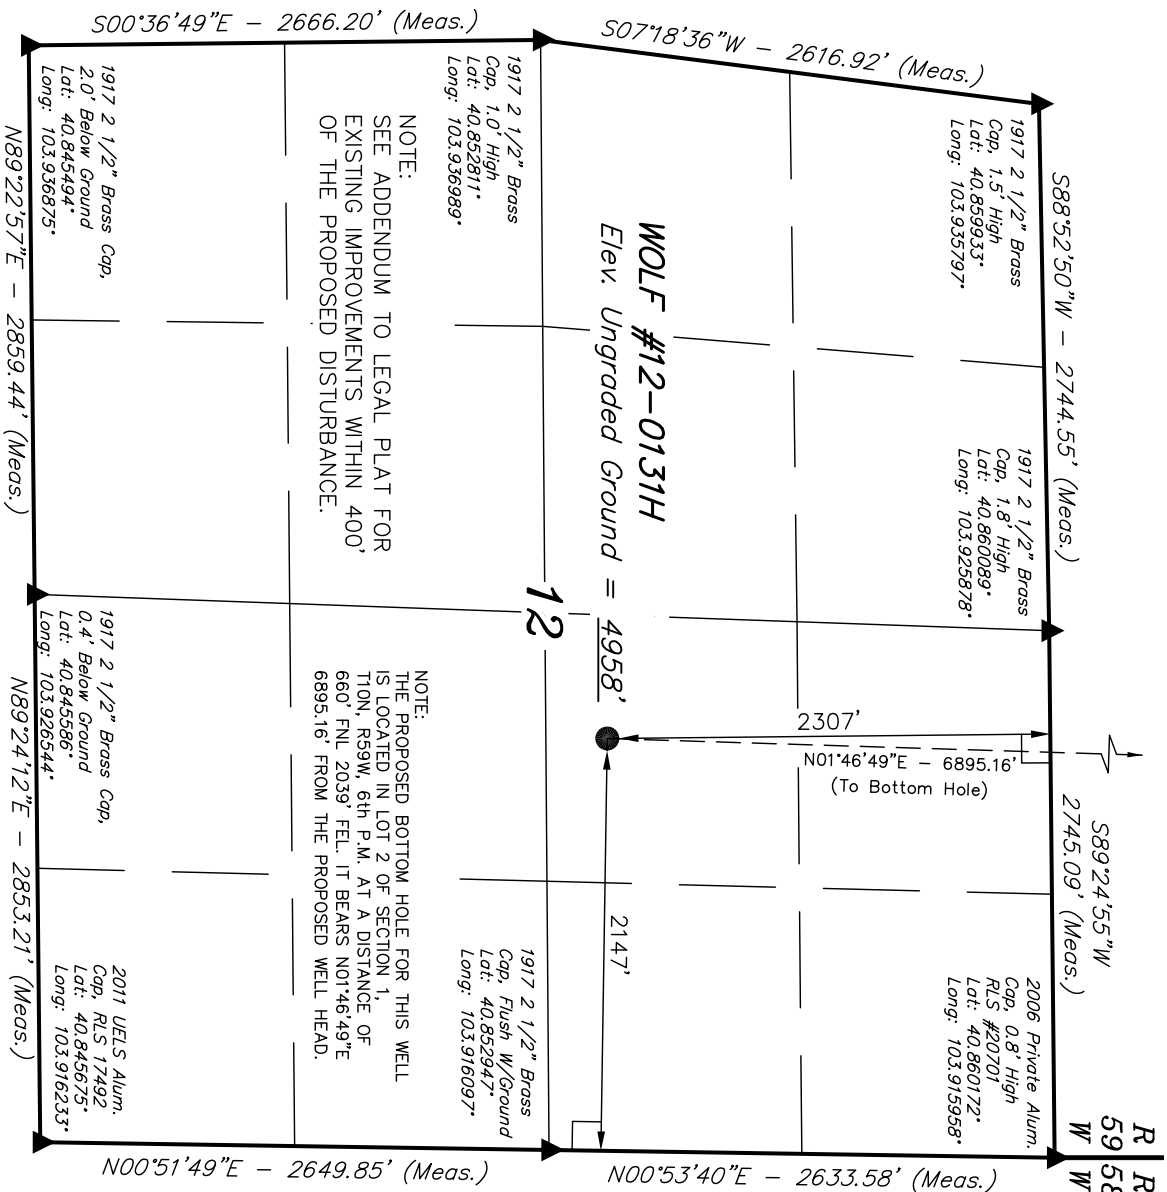 S00°36'49"E - 2666.20' (Meas.)
S07°18'36"W - 2616.92' (Meas.)
S88°52'50"W - 2744.55' (Meas.)
S89°24'55"W
2745.09' (Meas.)
R R
59 58
W W
1917 2 1/2" Brass
Cap, 1.5' High
Lat: 40.859933°
Long: 103.935797°
1917 2 1/2" Brass
Cap, 1.8' High
Lat: 40.860089°
Long: 103.925878°
2006 Private Alum.
Cap, 0.8' High
RLS #20701
Lat: 40.860172°
Long: 103.915958°
2307'
N01°46'49"E - 6895.16'
(To Bottom Hole)
WOLF #12-0131H
Elev. Ungraded Ground = 4958'
2147'
12
1917 2 1/2" Brass
Cap, 1.0' High
Lat: 40.852811°
Long: 103.936989°
1917 2 1/2" Brass
Cap, Flush W/Ground
Lat: 40.852947°
Long: 103.916097°
NOTE:
SEE ADDENDUM TO LEGAL PLAT FOR
EXISTING IMPROVEMENTS WITHIN 400'
OF THE PROPOSED DISTURBANCE.
NOTE:
THE PROPOSED BOTTOM HOLE FOR THIS WELL
IS LOCATED IN LOT 2 OF SECTION 1,
T10N, R59W, 6th P.M. AT A DISTANCE OF
660' FNL 2039' FEL. IT BEARS N01°46'49"E
6895.16' FROM THE PROPOSED WELL HEAD.
1917 2 1/2" Brass Cap,
2.0' Below Ground
Lat: 40.845494°
Long: 103.936875°
1917 2 1/2" Brass Cap,
0.4' Below Ground
Lat: 40.845586°
Long: 103.926544°
2011 UELS Alum.
Cap, RLS 17492
Lat: 40.845675°
Long: 103.916233°
N89°22'57"E - 2859.44' (Meas.)
N89°24'12"E - 2853.21' (Meas.)
N00°51'49"E - 2649.85' (Meas.)
N00°53'40"E - 2633.58' (Meas.)